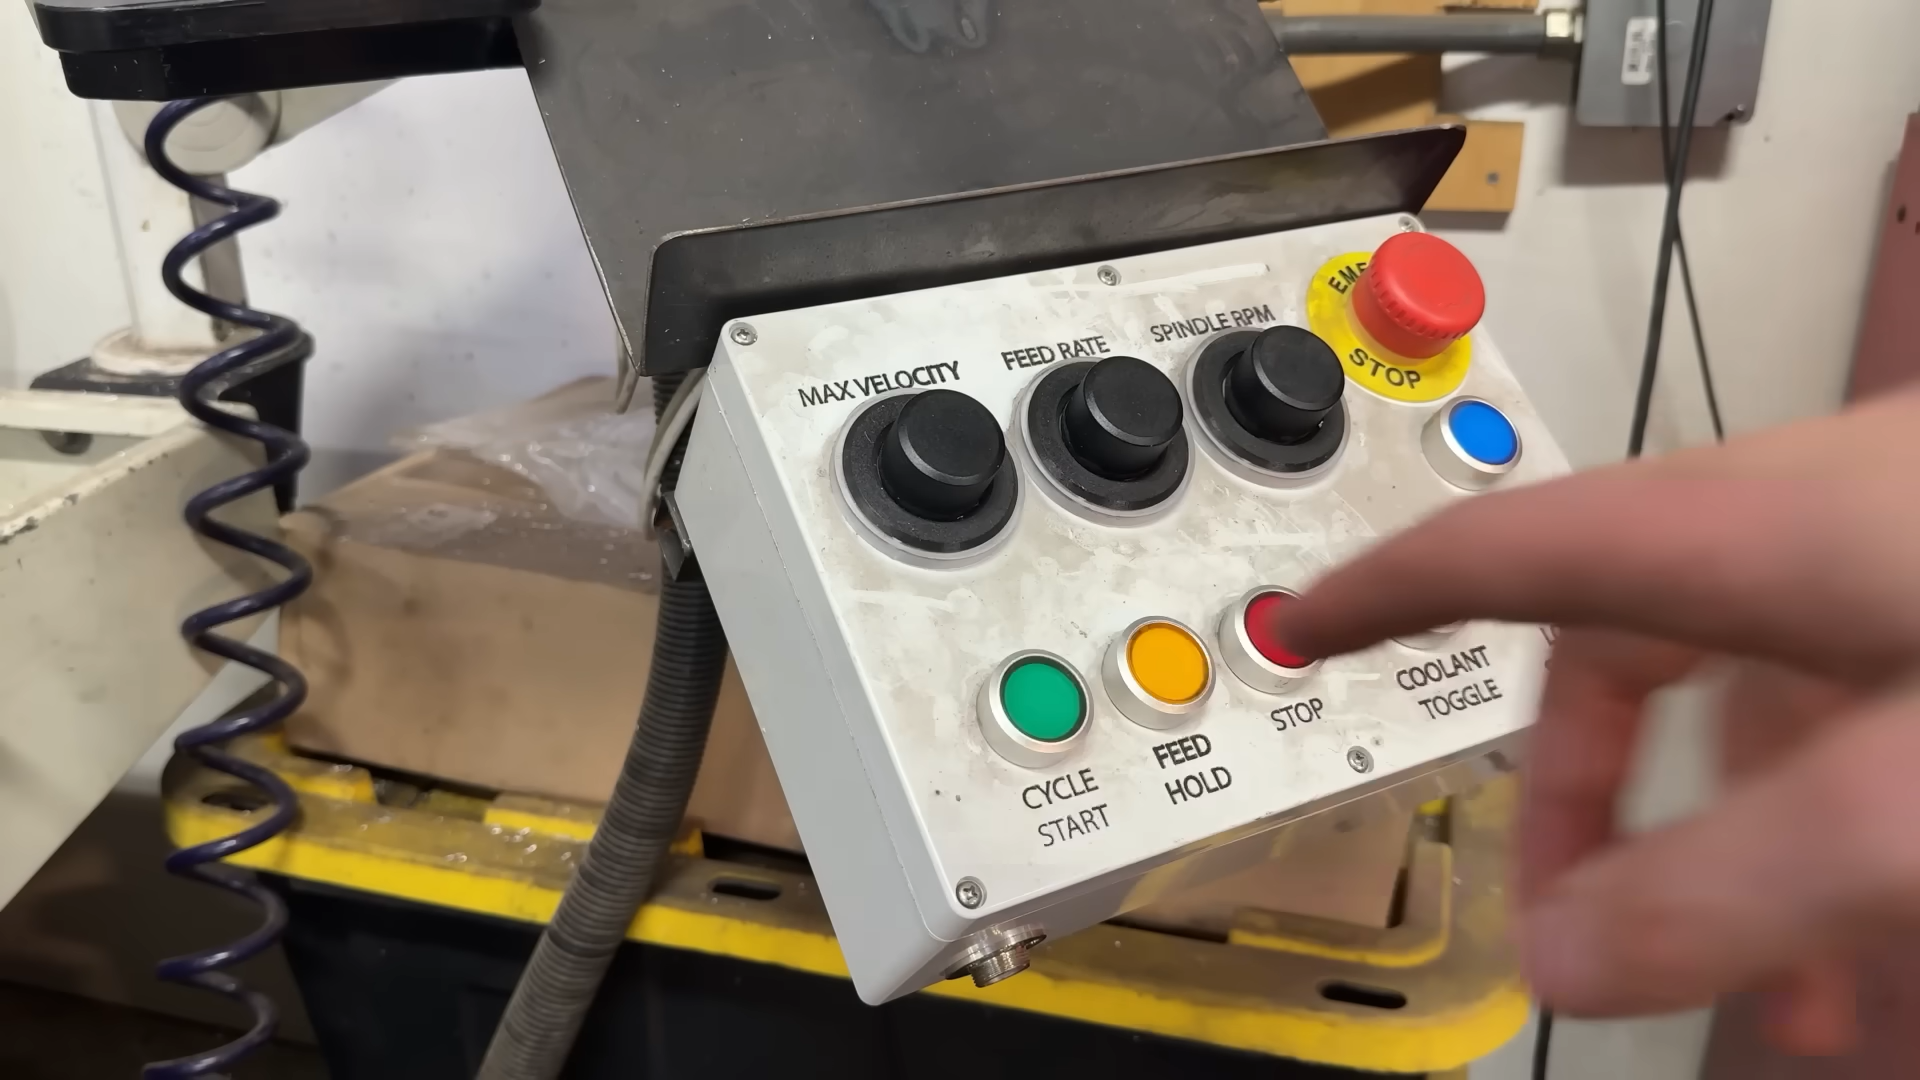 MAX VELOCITY
FEED RATE
SPINDLE RPM
STOP
CYCLE
START
FEED
HOLD
STOP
COOLANT
TOGGLE